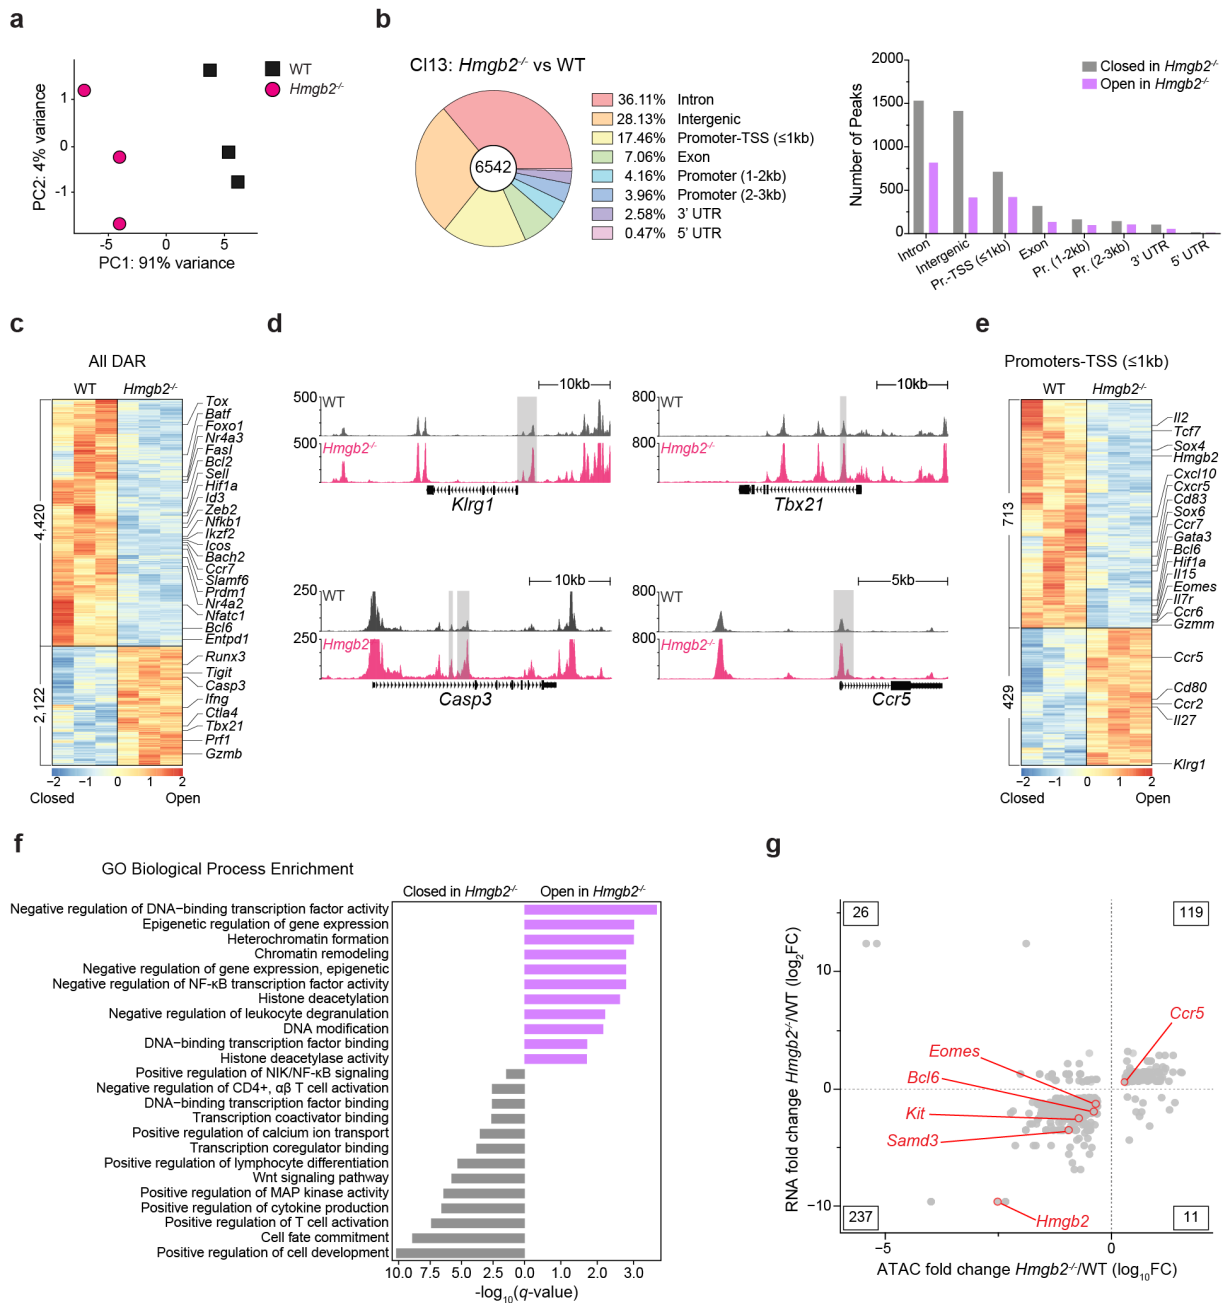 a
PC2: 4% variance
1
0
-1
-5
0
5
PC1: 91% variance
WT
Hmgb2-/-
b
Cl13: Hmgb2-/- vs WT
6542
36.11% Intron
28.13% Intergenic
17.46% Promoter-TSS (≤1kb)
7.06% Exon
4.16% Promoter (1-2kb)
3.96% Promoter (2-3kb)
2.58% 3' UTR
0.47% 5' UTR
Number of Peaks
2000
1500
1000
500
0
Closed in Hmgb2-/-
Open in Hmgb2-/-
Intron
Intergenic
Pr.-TSS (≤1kb)
Exon
Pr. (1-2kb)
Pr. (2-3kb)
3' UTR
5' UTR
c
All DAR
WT Hmgb2-/-
4,420
2,122
Tox
Batf
Foxo1
Nr4a3
Fasl
Bcl2
Sell
Hif1a
Id3
Zeb2
Nfkb1
Ikzf2
Icos
Bach2
Ccr7
Slamf6
Prdm1
Nr4a2
Nfatc1
Bcl6
Entpd1
Runx3
Tigit
Casp3
Ifng
Ctla4
Tbx21
Prf1
Gzmb
−2 −1 0 1 2
Closed Open
d
10kb
500
WT
500
Hmgb2-/-
Klrg1
10kb
800
WT
800
Hmgb2-/-
Tbx21
10kb
250
WT
250
Hmgb2
Casp3
5kb
800
WT
800
Hmgb2-/-
Ccr5
e
Promoters-TSS (≤1kb)
WT Hmgb2-/-
713
429
Il2
Tcf7
Sox4
Hmgb2
Cxcl10
Cxcr5
Cd83
Sox6
Ccr7
Gata3
Bcl6
Hif1a
Il15
Eomes
Il7r
Ccr6
Gzmm
Ccr5
Cd80
Ccr2
Il27
Klrg1
−2 −1 0 1 2
Closed Open
f
GO Biological Process Enrichment
Closed in Hmgb2-/- Open in Hmgb2-/-
Negative regulation of DNA−binding transcription factor activity
Epigenetic regulation of gene expression
Heterochromatin formation
Chromatin remodeling
Negative regulation of gene expression, epigenetic
Negative regulation of NF-κB transcription factor activity
Histone deacetylation
Negative regulation of leukocyte degranulation
DNA modification
DNA−binding transcription factor binding
Histone deacetylase activity
Positive regulation of NIK/NF-κB signaling
Negative regulation of CD4+, αβ T cell activation
DNA−binding transcription factor binding
Transcription coactivator binding
Positive regulation of calcium ion transport
Transcription coregulator binding
Positive regulation of lymphocyte differentiation
Wnt signaling pathway
Positive regulation of MAP kinase activity
Positive regulation of cytokine production
Positive regulation of T cell activation
Cell fate commitment
Positive regulation of cell development
10.0 7.5 5.0 2.5 0.0 1.0 2.0 3.0
-log10(q-value)
g
RNA fold change Hmgb2-/-/WT (log2FC)
26
119
237
11
10
0
−10
Ccr5
Eomes
Bcl6
Kit
Samd3
Hmgb2
−5
0
ATAC fold change Hmgb2-/-/WT (log10FC)